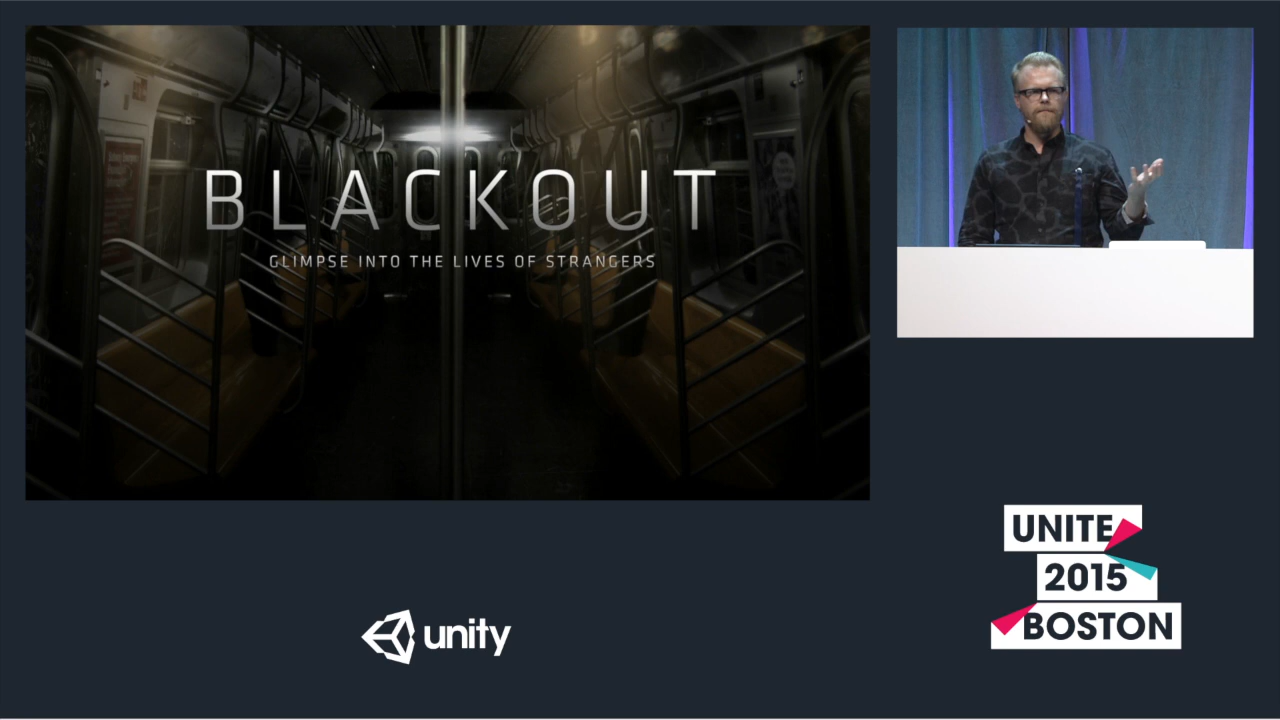 BLACKOUT
GLIMPSE INTO THE LIVES OF STRANGERS
unity
UNITE
2015
BOSTON